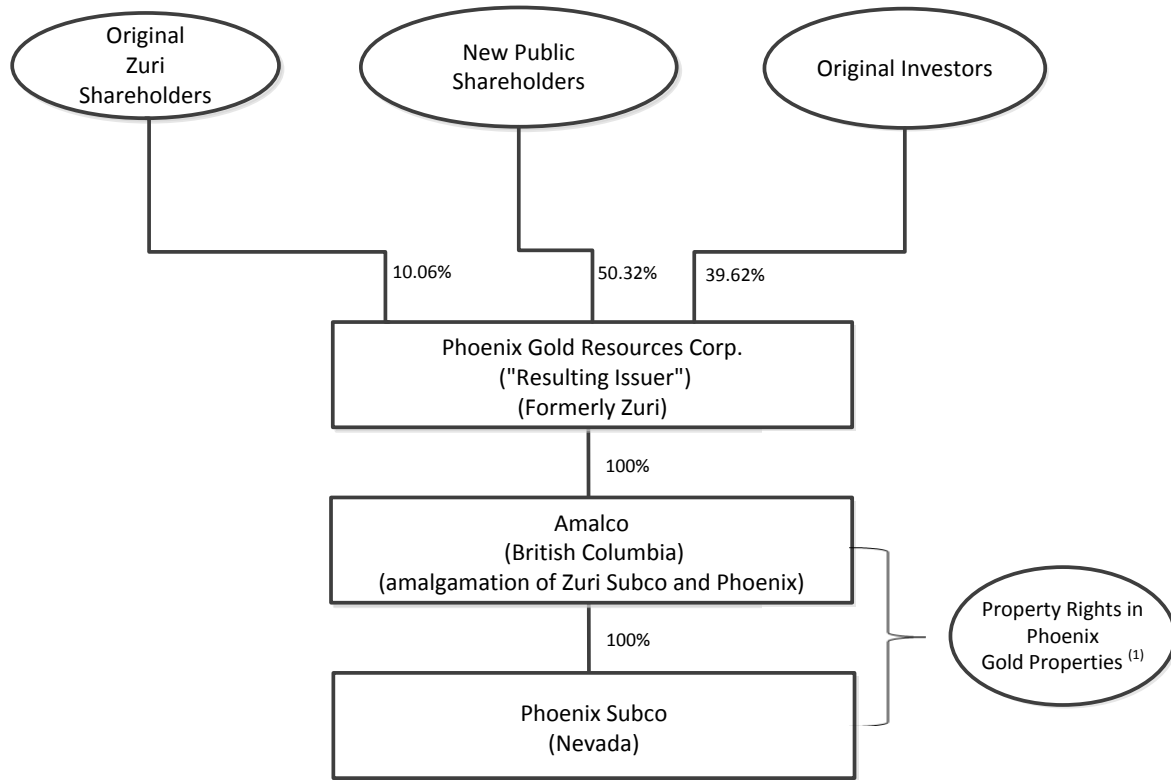 Original
Zuri
Shareholders
New Public
Shareholders
Original Investors
10.06%
50.32%
39.62%
Phoenix Gold Resources Corp.
("Resulting Issuer")
(Formerly Zuri)
100%
Amalco
(British Columbia)
(amalgamation of Zuri Subco and Phoenix)
Property Rights in
Phoenix
Gold Properties (1)
100%
Phoenix Subco
(Nevada)